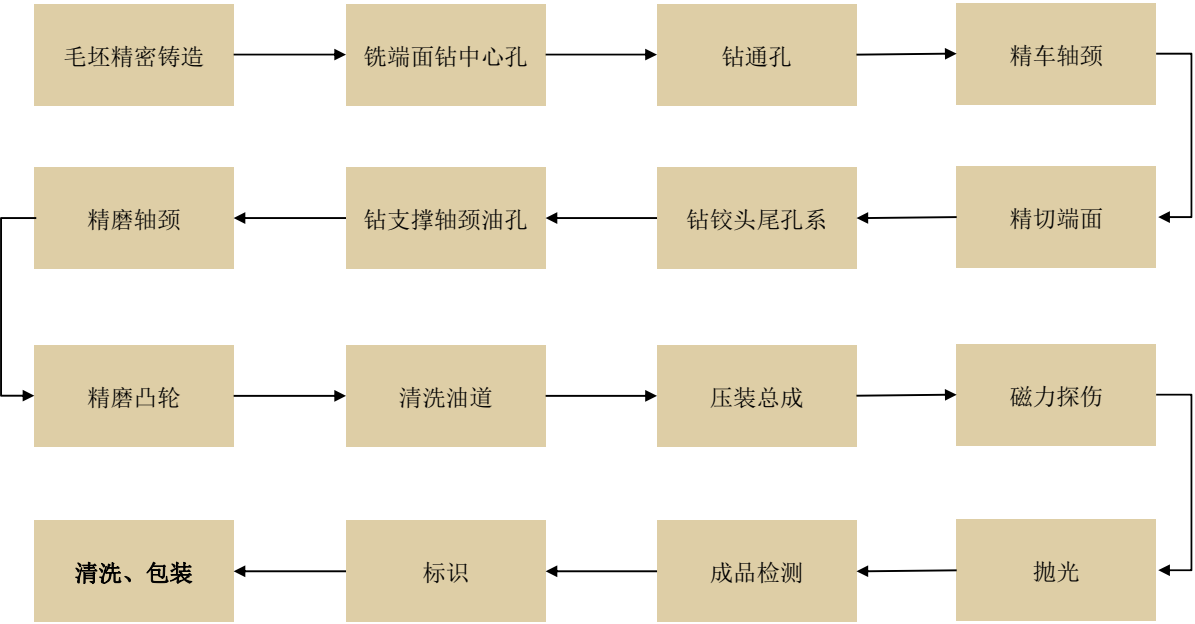 毛坯精密铸造
铣端面钻中心孔
钻通孔
精车轴颈
精磨轴颈
钻支撑轴颈油孔
钻铰头尾孔系
精切端面
精磨凸轮
清洗油道
压装总成
磁力探伤
清洗、包装
标识
成品检测
抛光